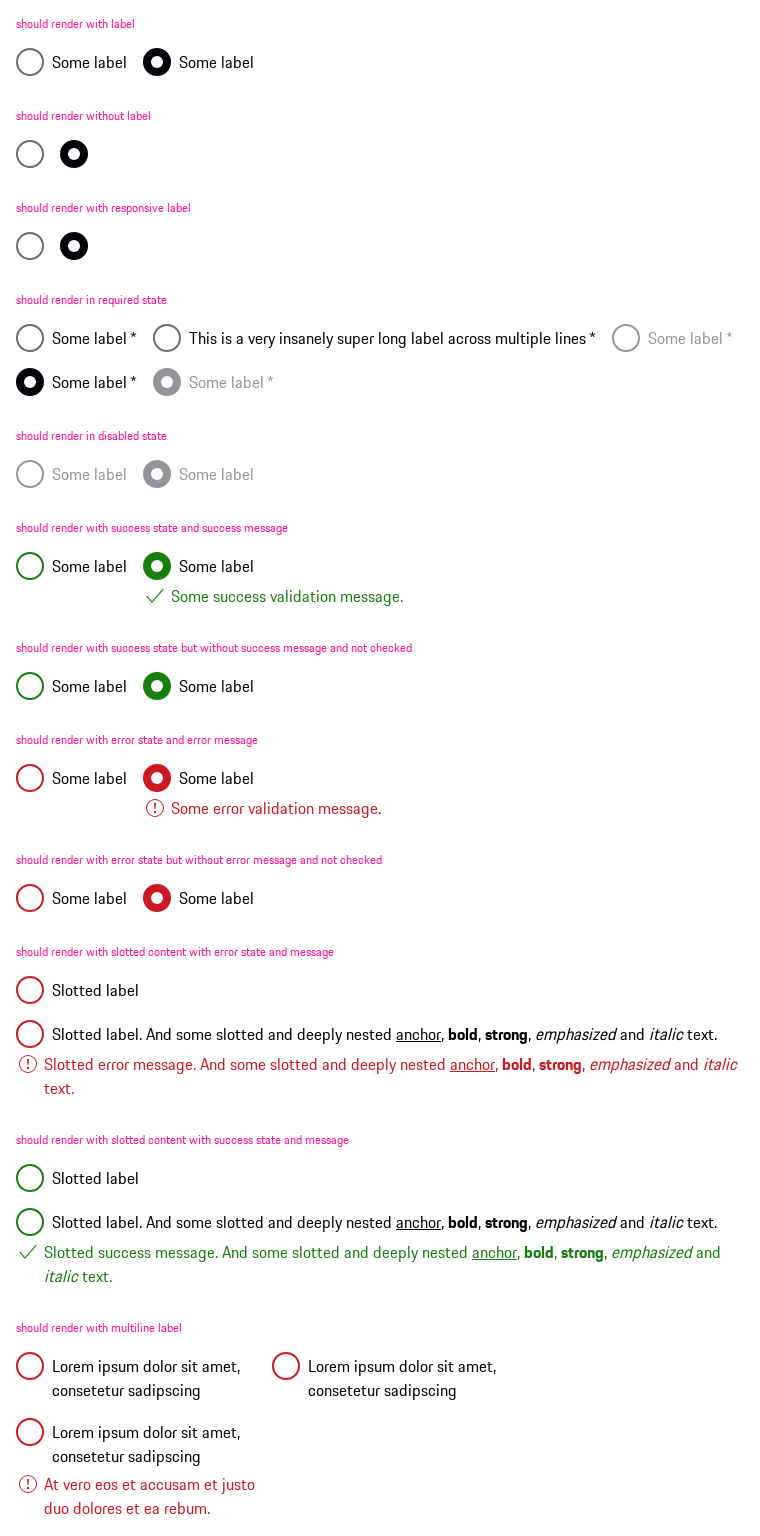 should render with label
Some label Some label
should render without label
should render with responsive label
should render in required state
Some label * This is a very insanely super long label across multiple lines * Some label *
Some label * Some label *
should render in disabled state
Some label Some label
should render with success state and success message
Some label Some label
Some success validation message.
should render with success state but without success message and not checked
Some label Some label
should render with error state and error message
Some label Some label
Some error validation message.
should render with error state but without error message and not checked
Some label Some label
should render with slotted content with error state and message
Slotted label
Slotted label. And some slotted and deeply nested anchor, bold, strong, emphasized and italic text.
Slotted error message. And some slotted and deeply nested anchor, bold, strong, emphasized and italic
text.
should render with slotted content with success state and message
Slotted label
Slotted label. And some slotted and deeply nested anchor, bold, strong, emphasized and italic text.
Slotted success message. And some slotted and deeply nested anchor, bold, strong, emphasized and
italic text.
should render with multiline label
Lorem ipsum dolor sit amet, Lorem ipsum dolor sit amet,
consetetur sadipscing consetetur sadipscing
Lorem ipsum dolor sit amet,
consetetur sadipscing
At vero eos et accusam et justo
duo dolores et ea rebum.